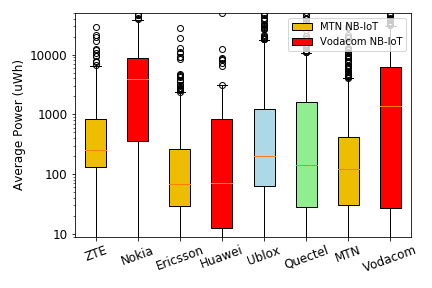 MTN NB-IoT
Vodacom NB-IoT
Average Power (uWh)
10000
1000
100
10
ZTE
Nokia
Ericsson
Huawei
Ublox
Quectel
MTN
Vodacom